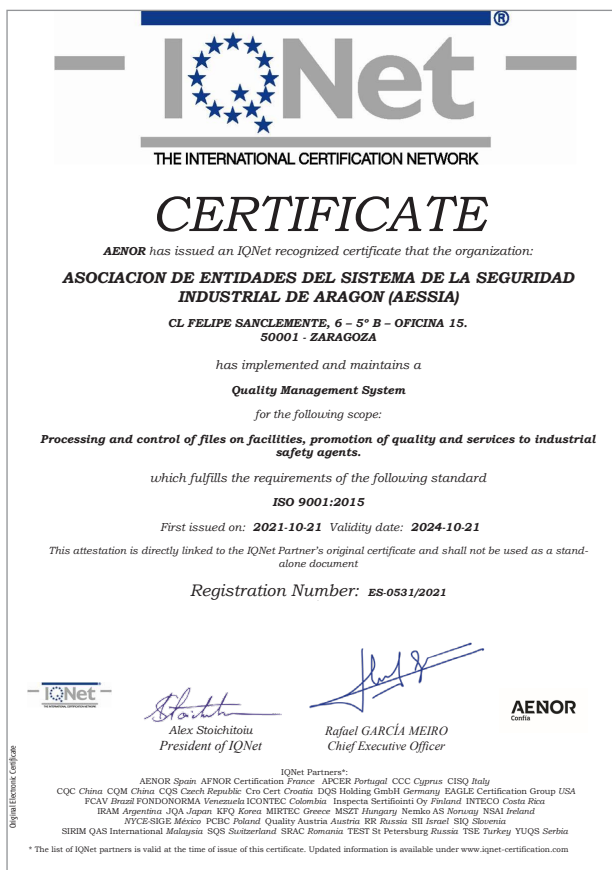 IQNet ®
THE INTERNATIONAL CERTIFICATION NETWORK
CERTIFICATE
AENOR has issued an IQNet recognized certificate that the organization:
ASOCIACION DE ENTIDADES DEL SISTEMA DE LA SEGURIDAD
INDUSTRIAL DE ARAGON (AESSIA)
CL FELIPE SANCLEMENTE, 6 – 5º B – OFICINA 15.
50001 - ZARAGOZA
has implemented and maintains a
Quality Management System
for the following scope:
Processing and control of files on facilities, promotion of quality and services to industrial
safety agents.
which fulfills the requirements of the following standard
ISO 9001:2015
First issued on: 2021-10-21 Validity date: 2024-10-21
This attestation is directly linked to the IQNet Partner's original certificate and shall not be used as a stand-
alone document
Registration Number: ES-0531/2021
IQNet
THE INTERNATIONAL CERTIFICATION NETWORK
Alex Stoichitoiu
President of IQNet
Rafael GARCÍA MEIRO
Chief Executive Officer
AENOR
Confía
Original Electronic Certificate
IQNet Partners*:
AENOR Spain AFNOR Certification France APCER Portugal CCC Cyprus CISQ Italy
CQC China CQM China CQS Czech Republic Cro Cert Croatia DQS Holding GmbH Germany EAGLE Certification Group USA
FCAV Brazil FONDONORMA Venezuela ICONTEC Colombia Inspecta Sertifiointi Oy Finland INTECO Costa Rica
IRAM Argentina JQA Japan KFQ Korea MIRTEC Greece MSZT Hungary Nemko AS Norway NSAI Ireland
NYCE-SIGE México PCBC Poland Quality Austria Austria RR Russia SII Israel SIQ Slovenia
SIRIM QAS International Malaysia SQS Switzerland SRAC Romania TEST St Petersburg Russia TSE Turkey YUQS Serbia
* The list of IQNet partners is valid at the time of issue of this certificate. Updated information is available under www.iqnet-certification.com